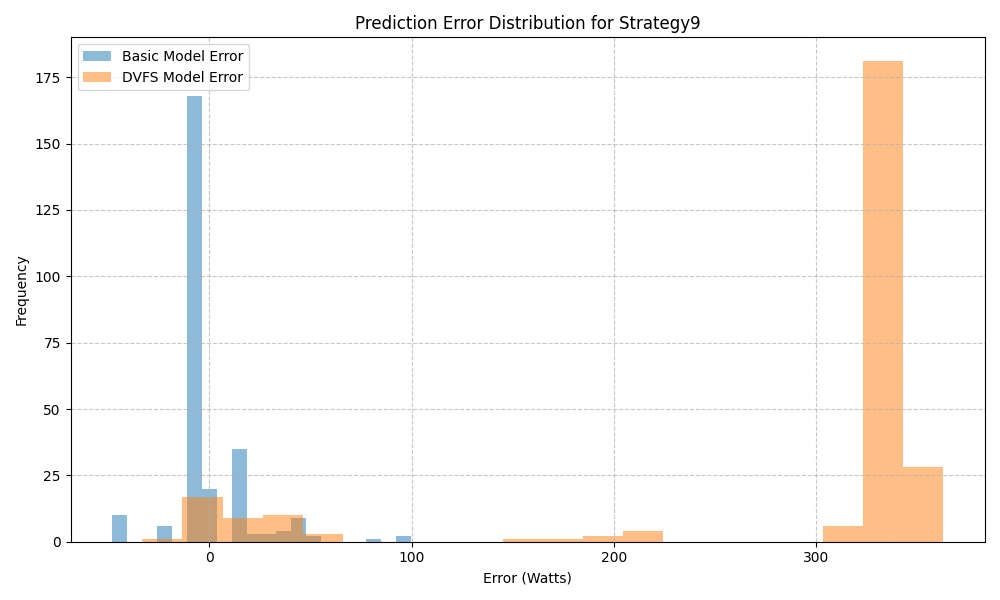 Prediction Error Distribution for Strategy9
Basic Model Error
DVFS Model Error
175
150
125
100
75
50
25
0
Frequency
0 100 200 300
Error (Watts)